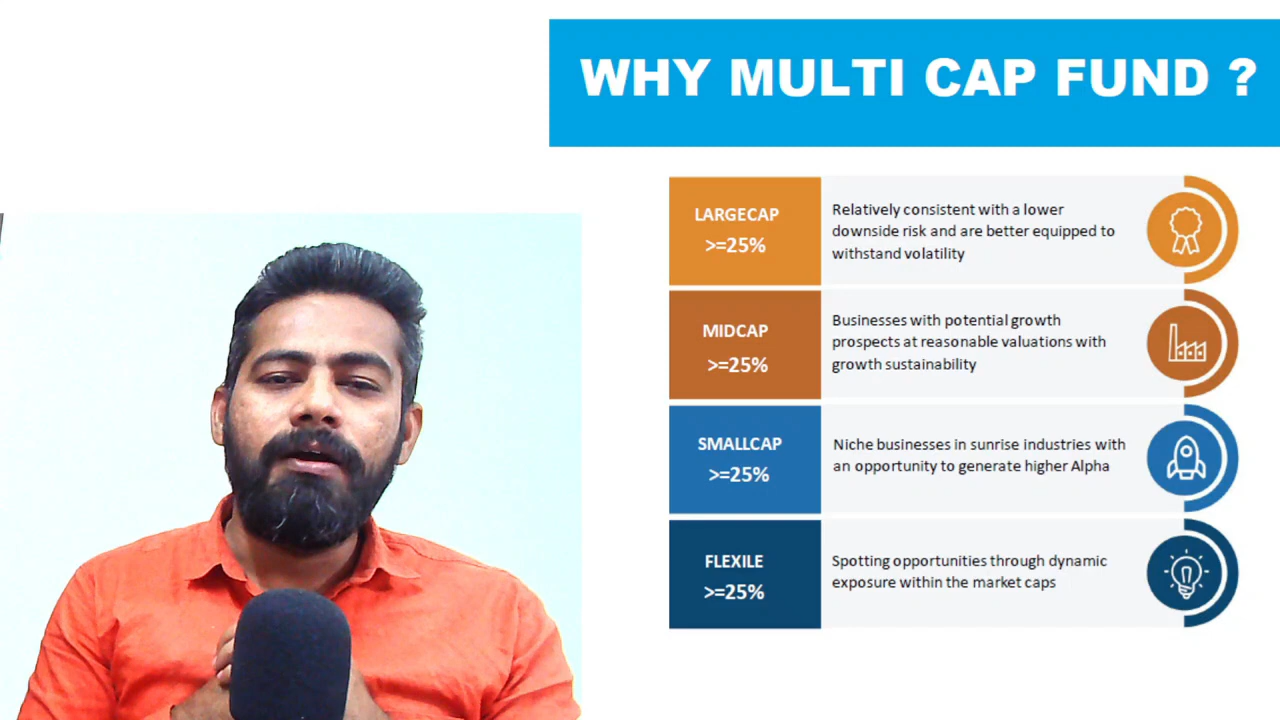 WHY MULTI CAP FUND ?
LARGECAP
>=25%
Relatively consistent with a lower
downside risk and are better equipped to
withstand volatility
MIDCAP
>=25%
Businesses with potential growth
prospects at reasonable valuations with
growth sustainability
SMALLCAP
>=25%
Niche businesses in sunrise industries with
an opportunity to generate higher Alpha
FLEXILE
>=25%
Spotting opportunities through dynamic
exposure within the market caps